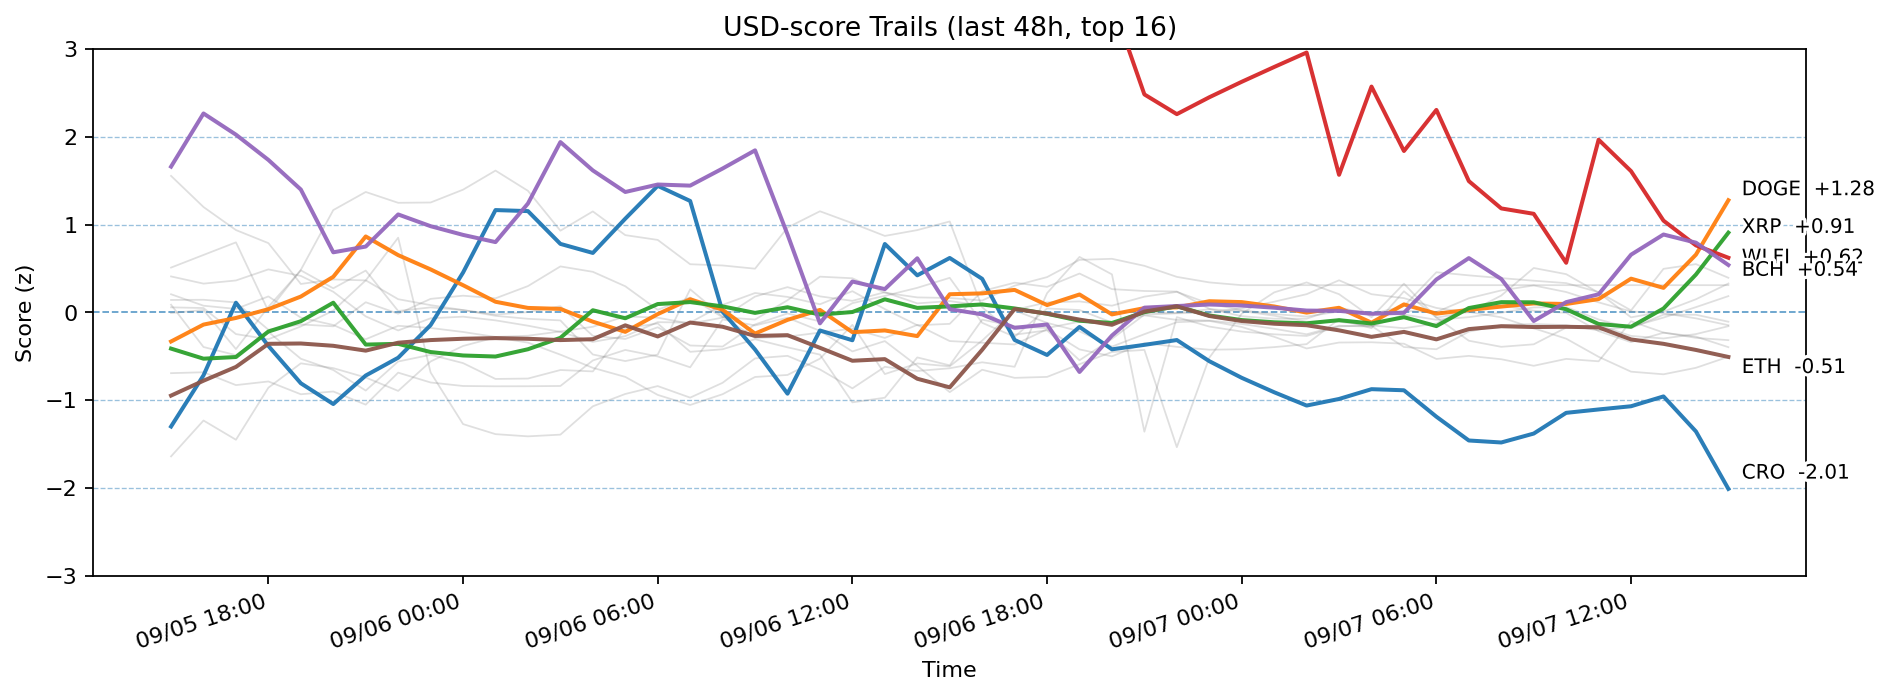 USD-score Trails (last 48h, top 16)
Score (z)
3
2
1
0
−1
−2
−3
DOGE +1.28
XRP +0.91
WLFI +0.62
BCH +0.54
ETH -0.51
CRO -2.01
09/05 18:00
09/06 00:00
09/06 06:00
09/06 12:00
09/06 18:00
09/07 00:00
09/07 06:00
09/07 12:00
Time